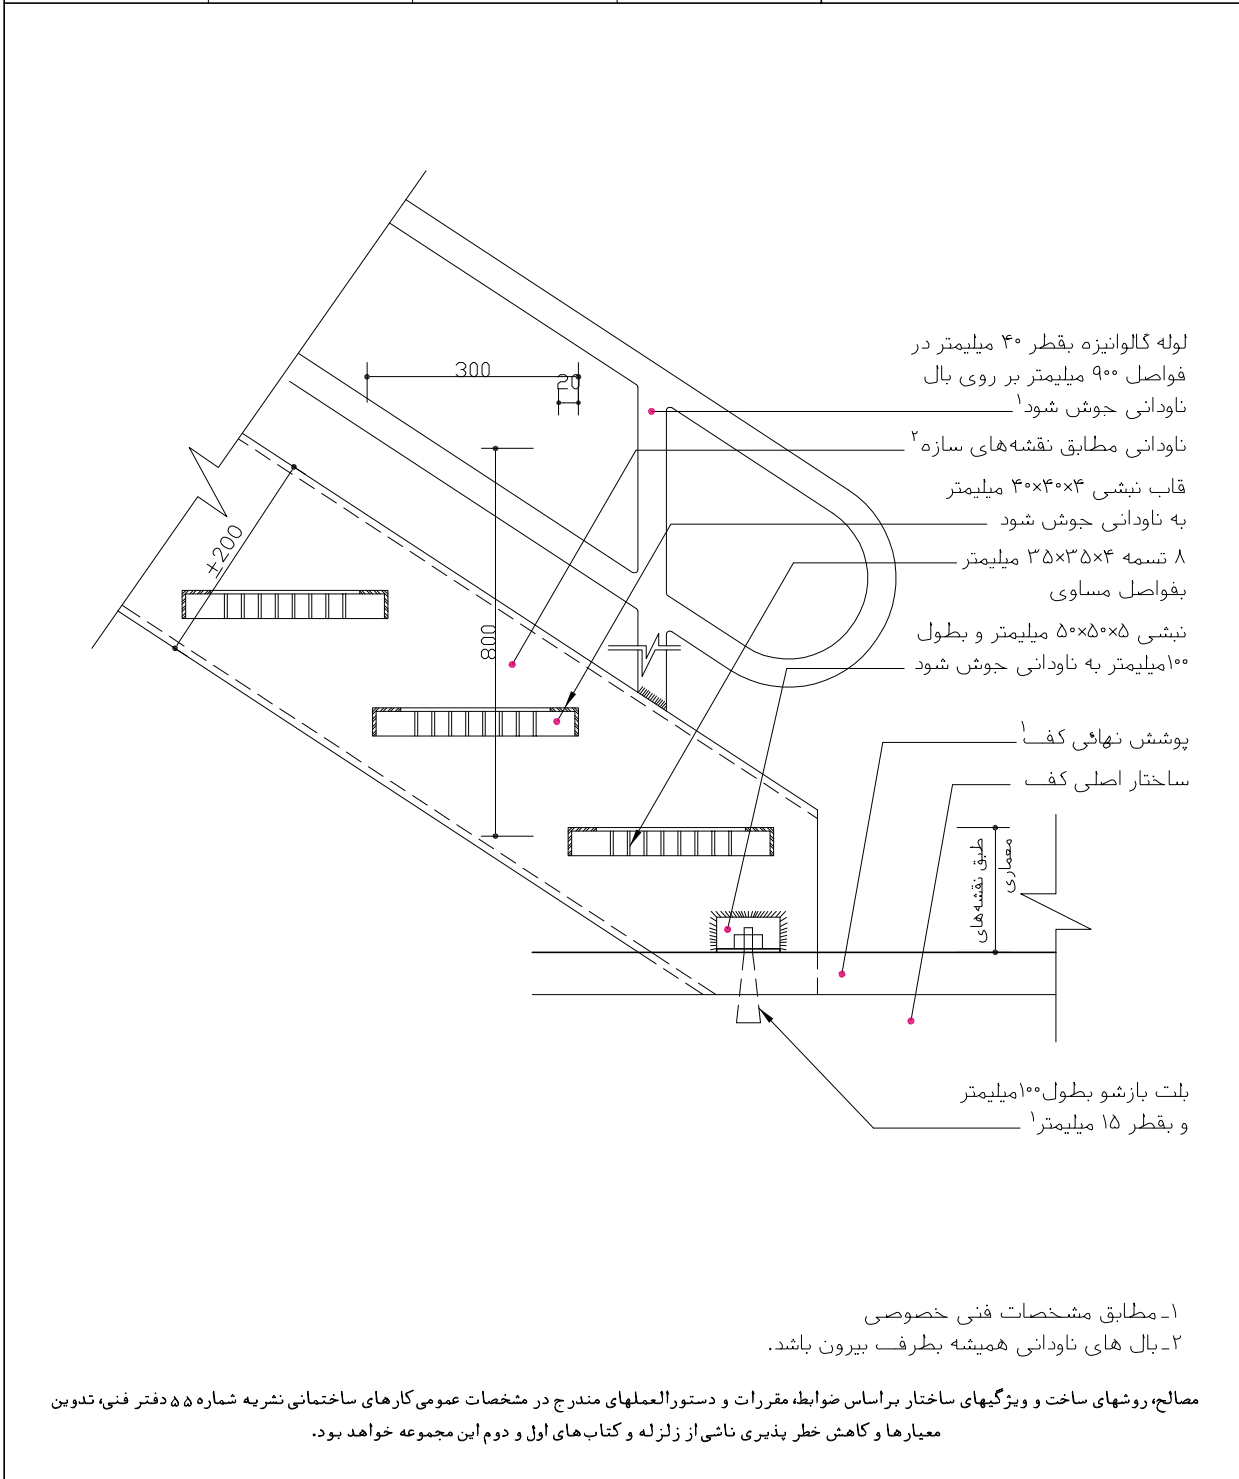 لوله گالوانیزه بقطر ۴۰ میلیمتر در
فواصل ۹۰۰ میلیمتر بر روی بال
ناودانی جوش شود۱
ناودانی مطابق نقشه‌های سازه۲
قاب نبشی ۴×۴۰×۴۰ میلیمتر
به ناودانی جوش شود
۸ تسمه ۴×۳۵×۳۵ میلیمتر
بفواصل مساوی
نبشی ۵×۵۰×۵۰ میلیمتر و بطول
۱۰۰میلیمتر به ناودانی جوش شود
پوشش نهائی کف۱
ساختار اصلی کف
300
20
±200
800
طبق نقشه‌های
معماری
بلت بازشو بطول۱۰۰میلیمتر
و بقطر ۱۵ میلیمتر۱
۱ـ مطابق مشخصات فنی خصوصی
۲ـ بال های ناودانی همیشه بطرف بیرون باشد.
مصالح، روشهای ساخت و ویژگیهای ساختار براساس ضوابط، مقررات و دستورالعملهای مندرج در مشخصات عمومی کارهای ساختمانی نشریه شماره ۵۵ دفتر فنی، تدوین
معیارها و کاهش خطر پذیری ناشی از زلزله و کتاب‌های اول و دوم این مجموعه خواهد بود.